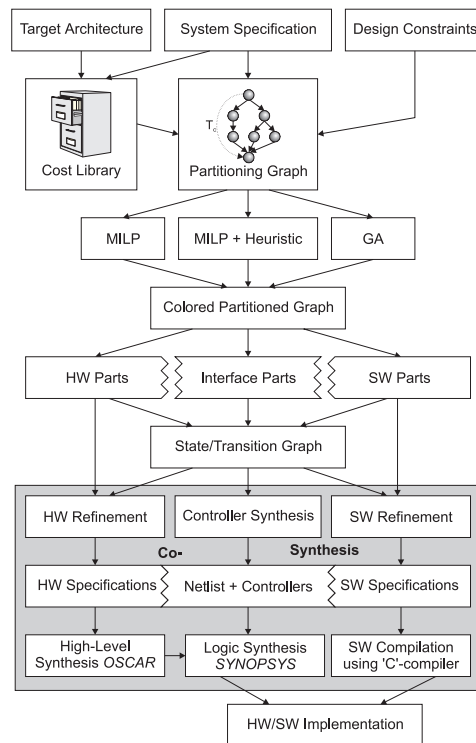 Target Architecture
System Specification
Design Constraints
T
c
Cost Library
Partitioning Graph
MILP
MILP + Heuristic
GA
Colored Partitioned Graph
HW Parts
Interface Parts
SW Parts
State/Transition Graph
HW Refinement
Controller Synthesis
SW Refinement
Co-
Synthesis
HW Specifications
Netlist + Controllers
SW Specifications
High-Level
Synthesis OSCAR
Logic Synthesis
SYNOPSYS
SW Compilation
using 'C'-compiler
HW/SW Implementation